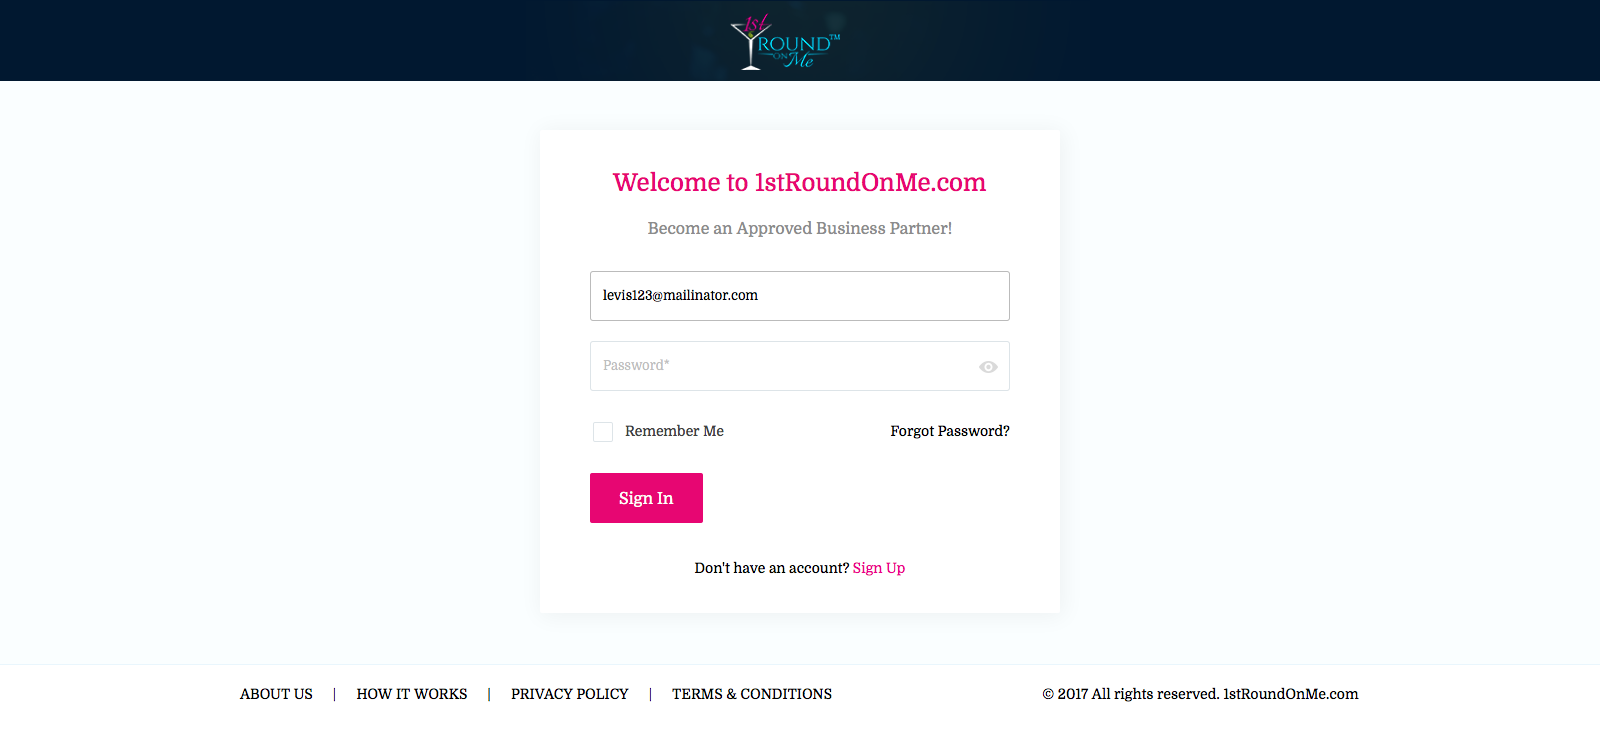 1st
ROUND™
ON Me
Welcome to 1stRoundOnMe.com
Become an Approved Business Partner!
levis123@mailinator.com
Password*
Remember Me
Forgot Password?
Sign In
Don't have an account? Sign Up
ABOUT US | HOW IT WORKS | PRIVACY POLICY | TERMS & CONDITIONS
© 2017 All rights reserved. 1stRoundOnMe.com